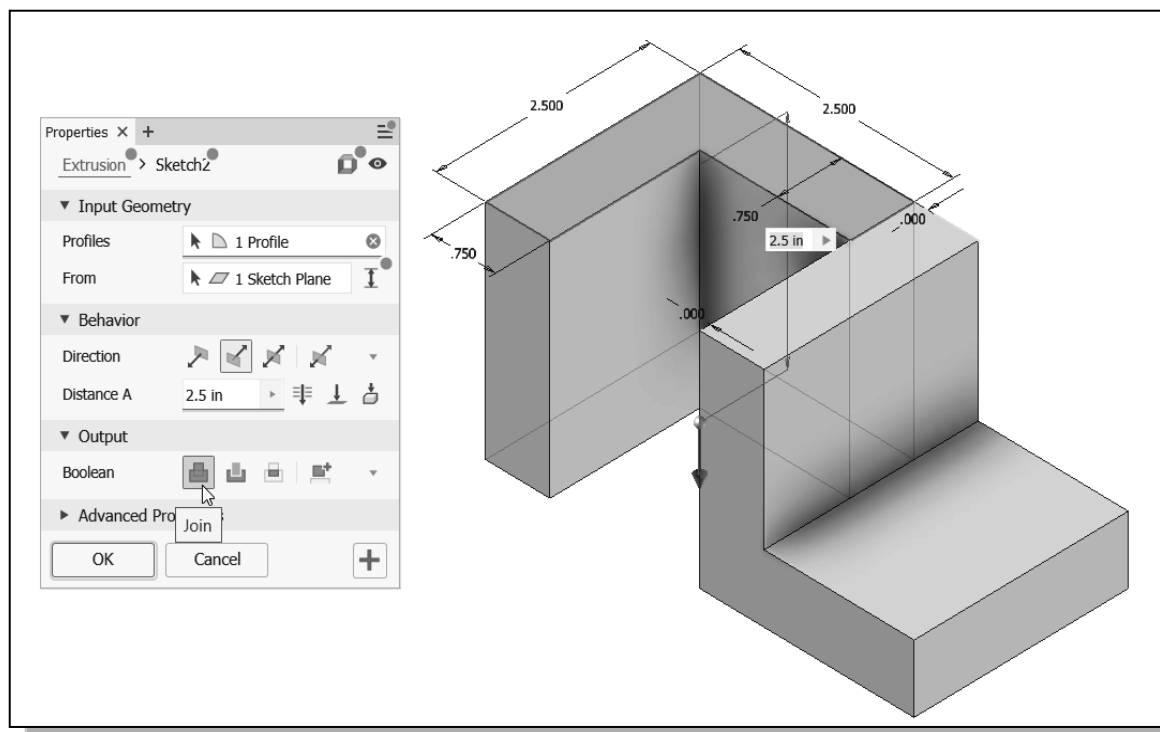 Properties × +
Extrusion > Sketch2
▼ Input Geometry
Profiles 1 Profile
From 1 Sketch Plane
▼ Behavior
Direction
Distance A 2.5 in
▼ Output
Boolean
▶ Advanced Pro s
Join
OK Cancel +
2.500
2.500
.750
.000
2.5 in
.750
.000